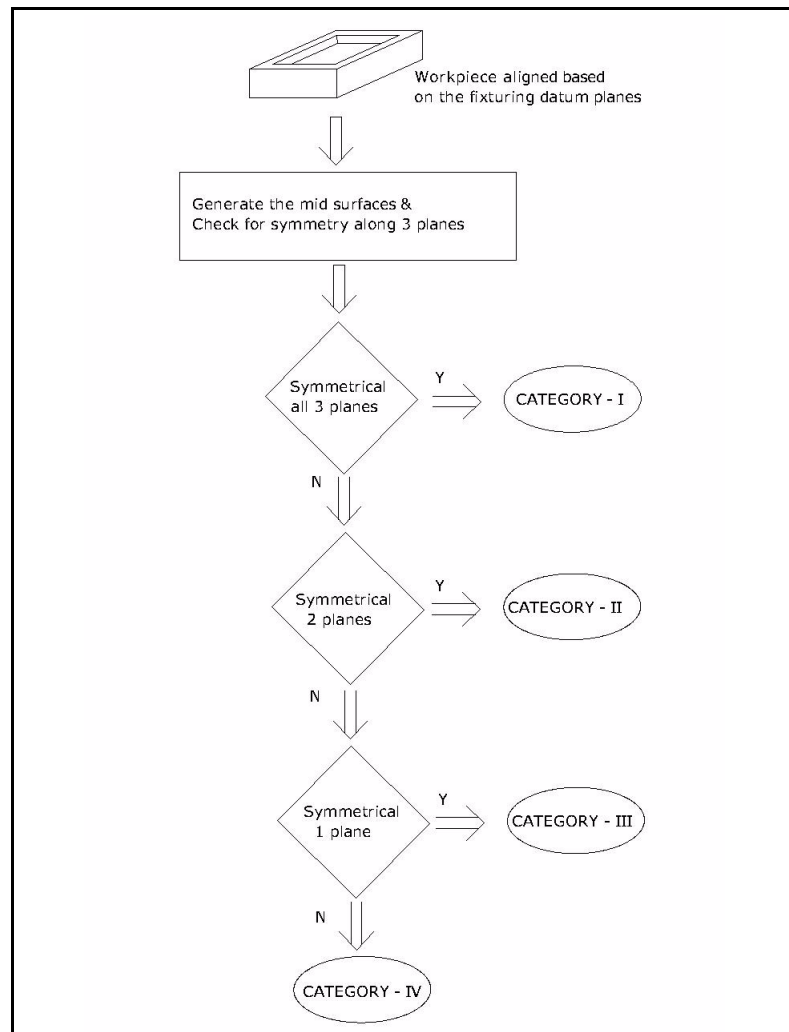 Workpiece aligned based
on the fixturing datum planes
Generate the mid surfaces &
Check for symmetry along 3 planes
Symmetrical
all 3 planes
Y
CATEGORY - I
N
Symmetrical
2 planes
Y
CATEGORY - II
N
Symmetrical
1 plane
Y
CATEGORY - III
N
CATEGORY - IV